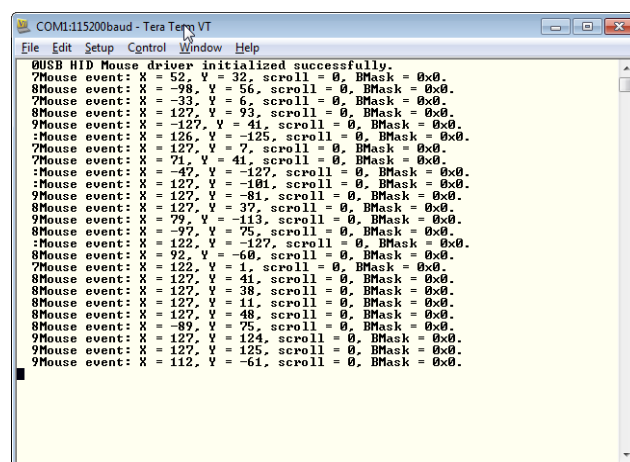 COM1:115200baud - Tera Term VT
File Edit Setup Control Window Help
0USB HID Mouse driver initialized successfully.
7Mouse event: X = 52, Y = 32, scroll = 0, BMask = 0x0.
8Mouse event: X = -98, Y = 56, scroll = 0, BMask = 0x0.
7Mouse event: X = -33, Y = 6, scroll = 0, BMask = 0x0.
8Mouse event: X = 127, Y = 93, scroll = 0, BMask = 0x0.
9Mouse event: X = -127, Y = 41, scroll = 0, BMask = 0x0.
:Mouse event: X = 126, Y = -125, scroll = 0, BMask = 0x0.
7Mouse event: X = 127, Y = 7, scroll = 0, BMask = 0x0.
7Mouse event: X = 71, Y = 41, scroll = 0, BMask = 0x0.
:Mouse event: X = -47, Y = -127, scroll = 0, BMask = 0x0.
:Mouse event: X = 127, Y = -101, scroll = 0, BMask = 0x0.
9Mouse event: X = 127, Y = -81, scroll = 0, BMask = 0x0.
8Mouse event: X = 127, Y = 37, scroll = 0, BMask = 0x0.
9Mouse event: X = 79, Y = -113, scroll = 0, BMask = 0x0.
8Mouse event: X = -97, Y = 75, scroll = 0, BMask = 0x0.
:Mouse event: X = 122, Y = -127, scroll = 0, BMask = 0x0.
8Mouse event: X = 92, Y = -60, scroll = 0, BMask = 0x0.
7Mouse event: X = 122, Y = 1, scroll = 0, BMask = 0x0.
8Mouse event: X = 127, Y = 41, scroll = 0, BMask = 0x0.
8Mouse event: X = 127, Y = 38, scroll = 0, BMask = 0x0.
8Mouse event: X = 127, Y = 11, scroll = 0, BMask = 0x0.
8Mouse event: X = 127, Y = 48, scroll = 0, BMask = 0x0.
8Mouse event: X = -89, Y = 75, scroll = 0, BMask = 0x0.
9Mouse event: X = 127, Y = 124, scroll = 0, BMask = 0x0.
9Mouse event: X = 127, Y = 125, scroll = 0, BMask = 0x0.
9Mouse event: X = 112, Y = -61, scroll = 0, BMask = 0x0.